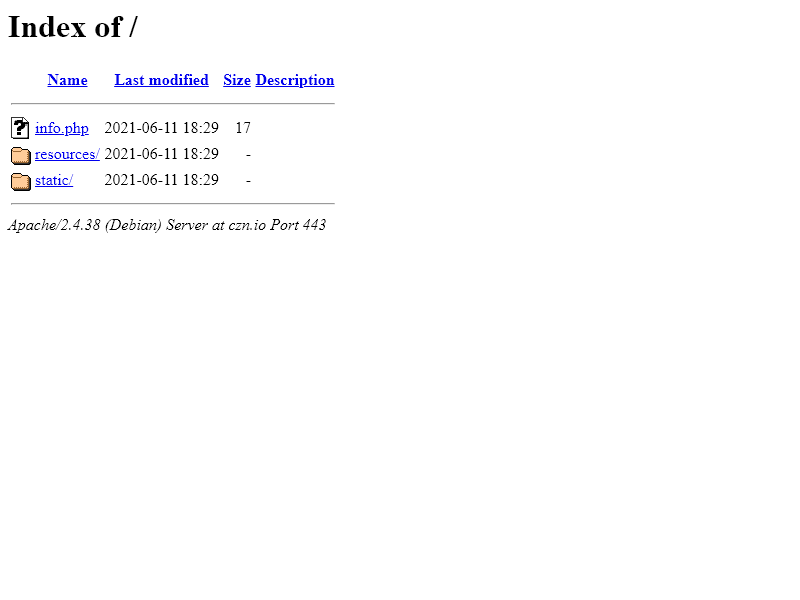 Index of /
Name Last modified Size Description
info.php 2021-06-11 18:29 17
resources/ 2021-06-11 18:29 -
static/ 2021-06-11 18:29 -
Apache/2.4.38 (Debian) Server at czn.io Port 443